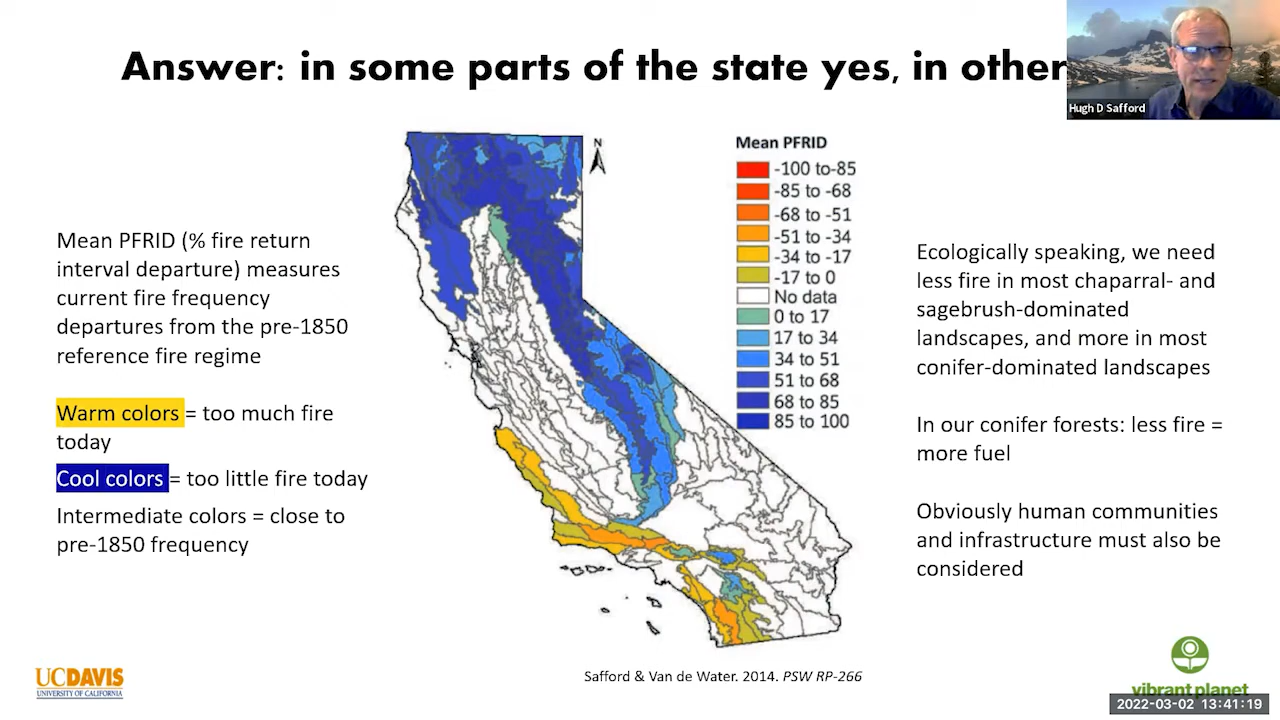 Answer: in some parts of the state yes, in other
Hugh D Safford
Mean PFRID (% fire return
interval departure) measures
current fire frequency
departures from the pre-1850
reference fire regime
Warm colors = too much fire
today
Cool colors = too little fire today
Intermediate colors = close to
pre-1850 frequency
N
Mean PFRID
-100 to-85
-85 to -68
-68 to -51
-51 to -34
-34 to -17
-17 to 0
No data
0 to 17
17 to 34
34 to 51
51 to 68
68 to 85
85 to 100
Ecologically speaking, we need
less fire in most chaparral- and
sagebrush-dominated
landscapes, and more in most
conifer-dominated landscapes
In our conifer forests: less fire =
more fuel
Obviously human communities
and infrastructure must also be
considered
Safford & Van de Water. 2014. PSW RP-266
UCDAVIS
UNIVERSITY OF CALIFORNIA
vibrant planet
2022-03-02 13:41:19